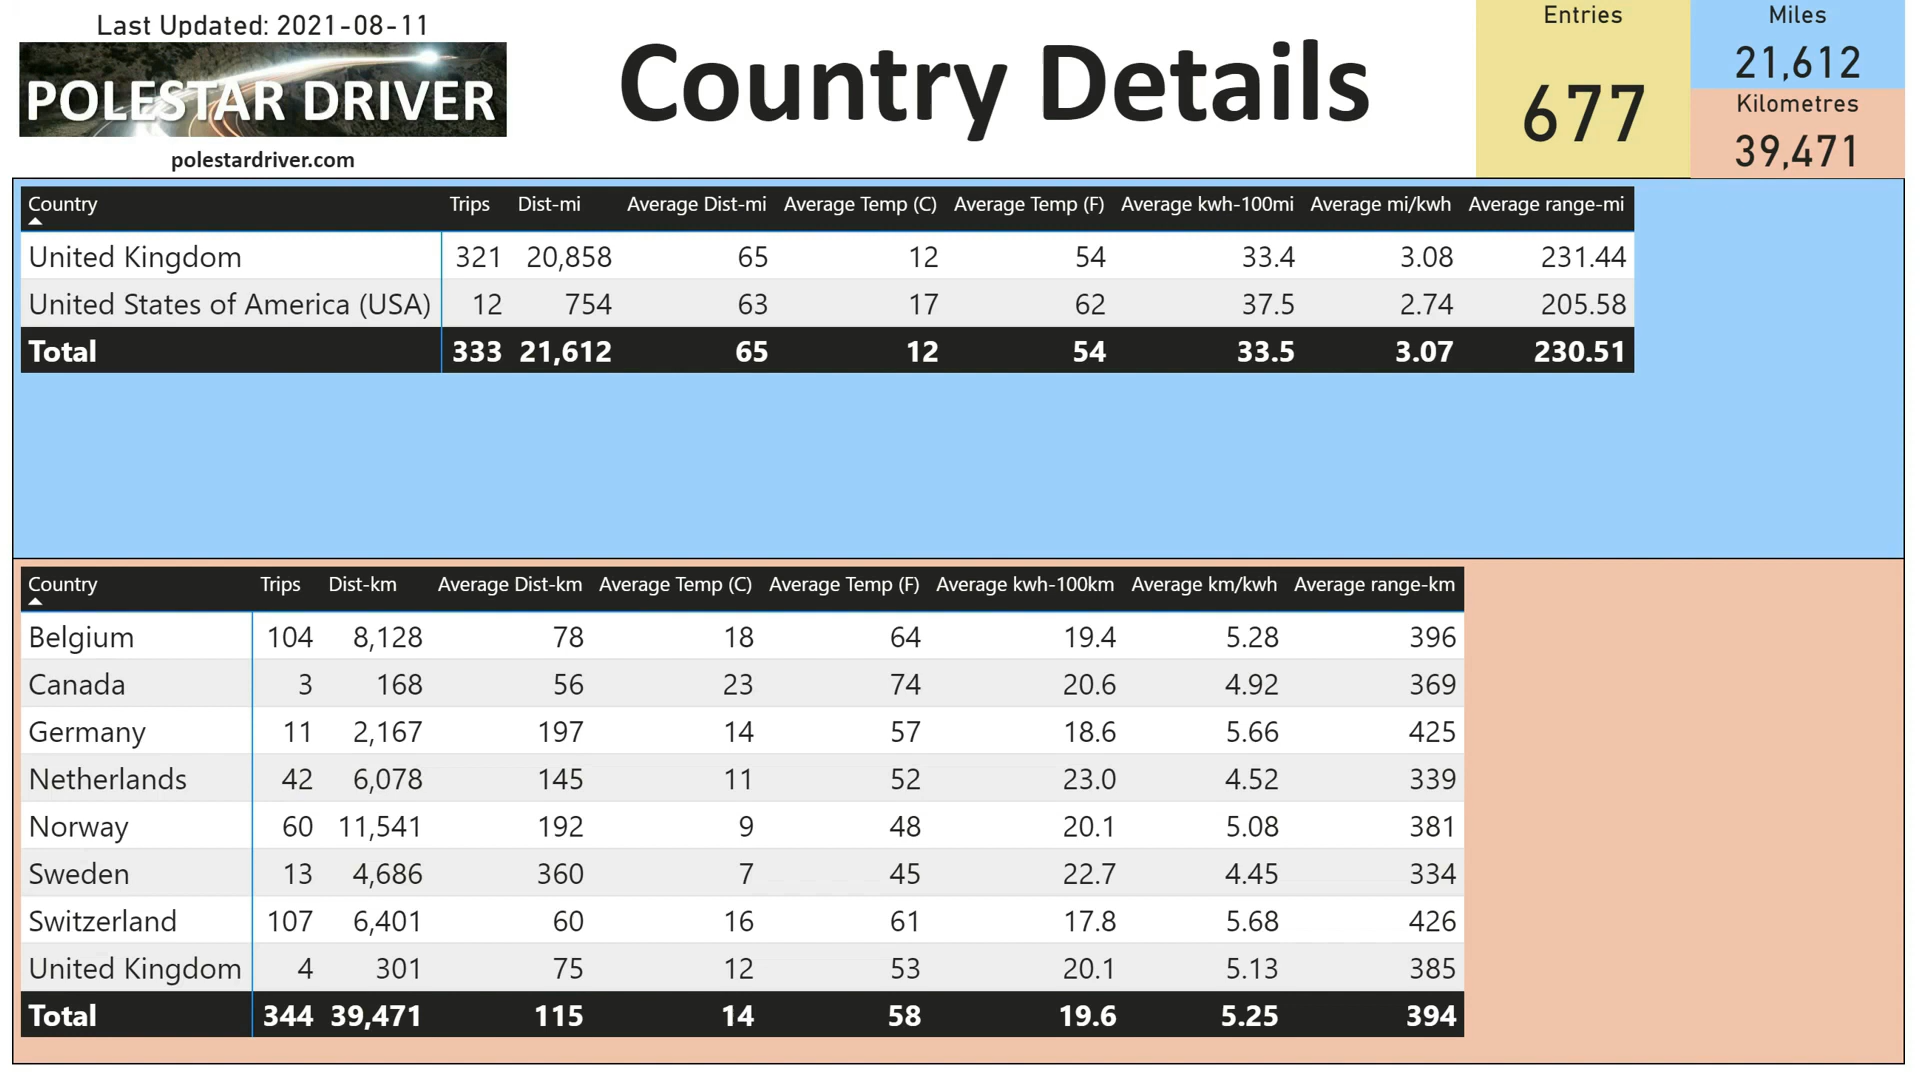 Last Updated: 2021-08-11
POLESTAR DRIVER
polestardriver.com
Country Details
Entries
677
Miles
21,612
Kilometres
39,471
Country Trips Dist-mi Average Dist-mi Average Temp (C) Average Temp (F) Average kwh-100mi Average mi/kwh Average range-mi
United Kingdom 321 20,858 65 12 54 33.4 3.08 231.44
United States of America (USA) 12 754 63 17 62 37.5 2.74 205.58
Total 333 21,612 65 12 54 33.5 3.07 230.51
Country Trips Dist-km Average Dist-km Average Temp (C) Average Temp (F) Average kwh-100km Average km/kwh Average range-km
Belgium 104 8,128 78 18 64 19.4 5.28 396
Canada 3 168 56 23 74 20.6 4.92 369
Germany 11 2,167 197 14 57 18.6 5.66 425
Netherlands 42 6,078 145 11 52 23.0 4.52 339
Norway 60 11,541 192 9 48 20.1 5.08 381
Sweden 13 4,686 360 7 45 22.7 4.45 334
Switzerland 107 6,401 60 16 61 17.8 5.68 426
United Kingdom 4 301 75 12 53 20.1 5.13 385
Total 344 39,471 115 14 58 19.6 5.25 394